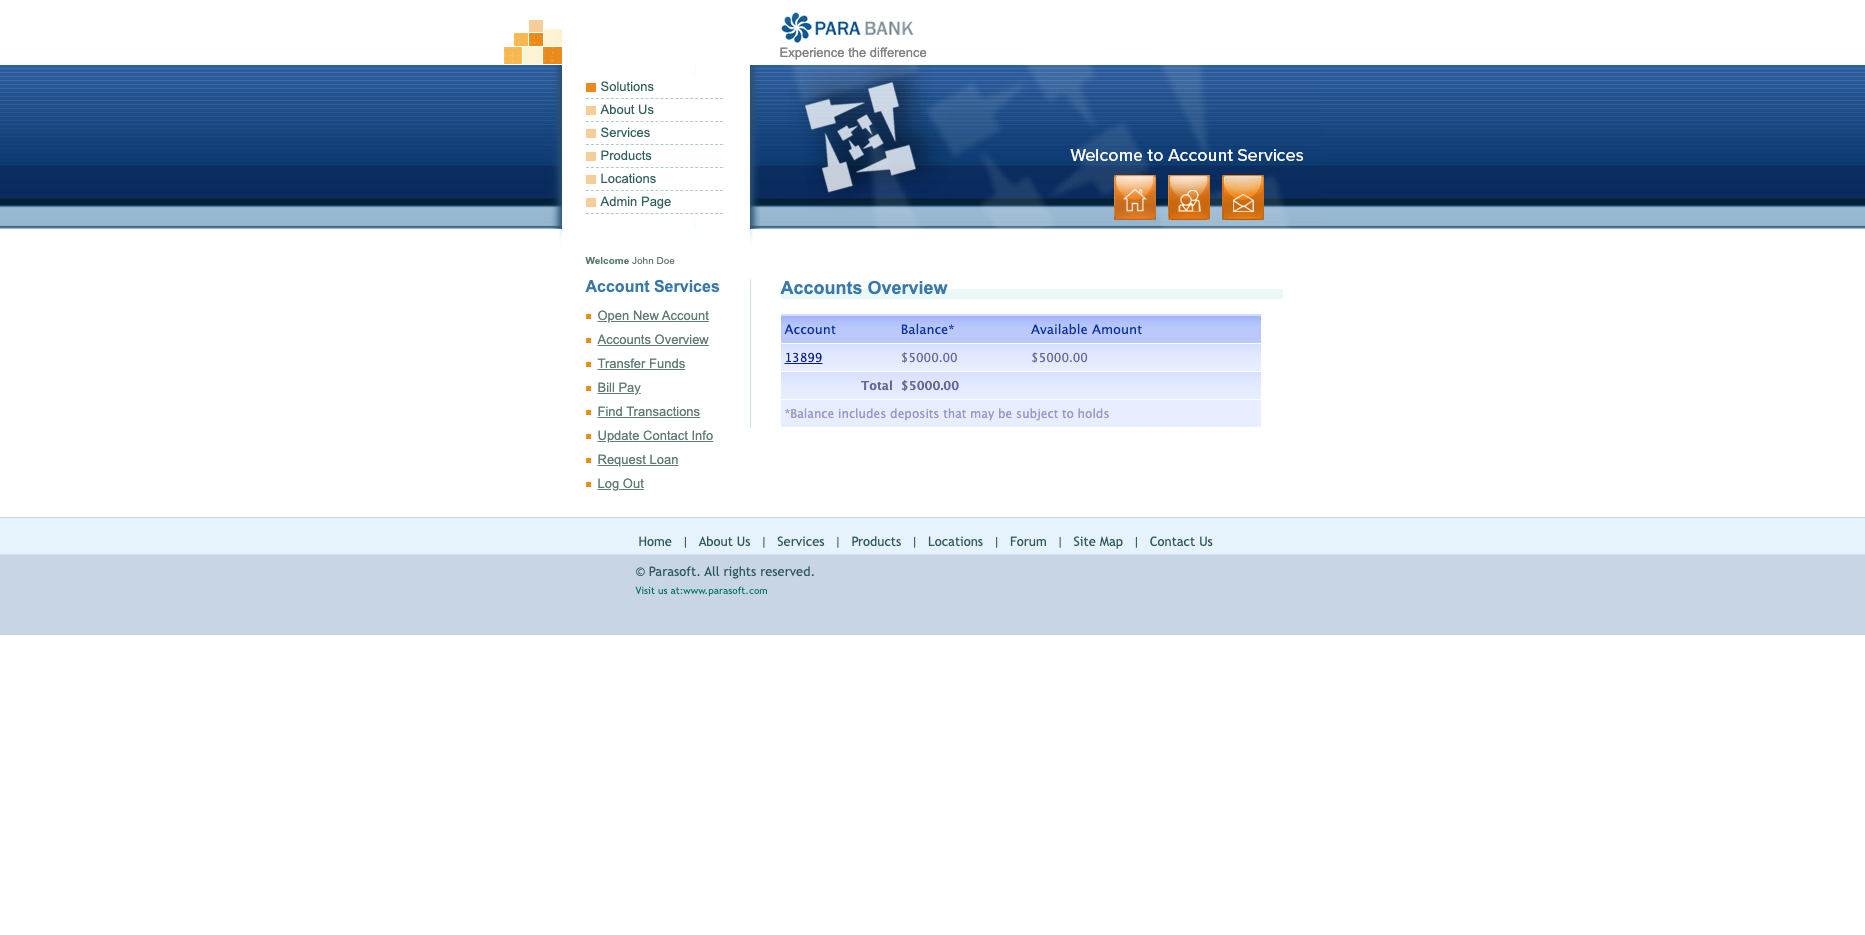 PARA BANK
Experience the difference
Solutions
About Us
Services
Products
Locations
Admin Page
Welcome to Account Services
Welcome John Doe
Account Services
Open New Account
Accounts Overview
Transfer Funds
Bill Pay
Find Transactions
Update Contact Info
Request Loan
Log Out
Accounts Overview
Account Balance* Available Amount
13899 $5000.00 $5000.00
Total $5000.00
*Balance includes deposits that may be subject to holds
Home | About Us | Services | Products | Locations | Forum | Site Map | Contact Us
© Parasoft. All rights reserved.
Visit us at:www.parasoft.com